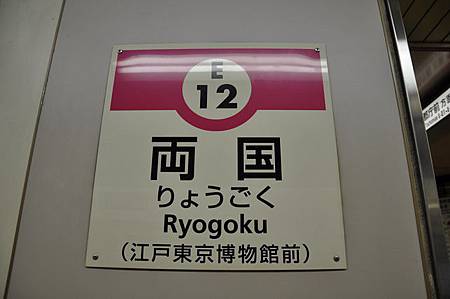 E
12
両国
りょうごく
Ryogoku
（江戸東京博物館前）